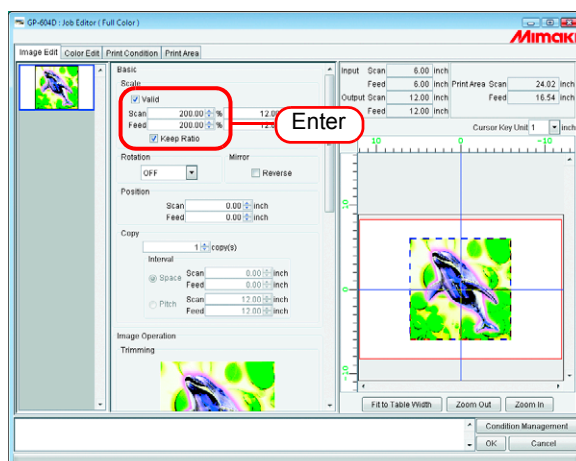 GP-604D : Job Editor ( Full Color )
Mimaki
Image Edit Color Edit Print Condition Print Area
Basic
Scale
Valid
Scan 200.00 % 12.00
Feed 200.00 %
Keep Ratio
Enter
Rotation Mirror
OFF Reverse
Position
Scan 0.00 inch
Feed 0.00 inch
Copy
1 copy(s)
Interval
Space Scan 0.00 inch
Feed 0.00 inch
Pitch Scan 12.00 inch
Feed 12.00 inch
Image Operation
Trimming
Input Scan 6.00 inch
Feed 6.00 inch Print Area Scan 24.02 inch
Output Scan 12.00 inch Feed 16.54 inch
Feed 12.00 inch
Cursor Key Unit 1 inch
10 0 -10
0
-10
Fit to Table Width Zoom Out Zoom In
Condition Management
OK Cancel